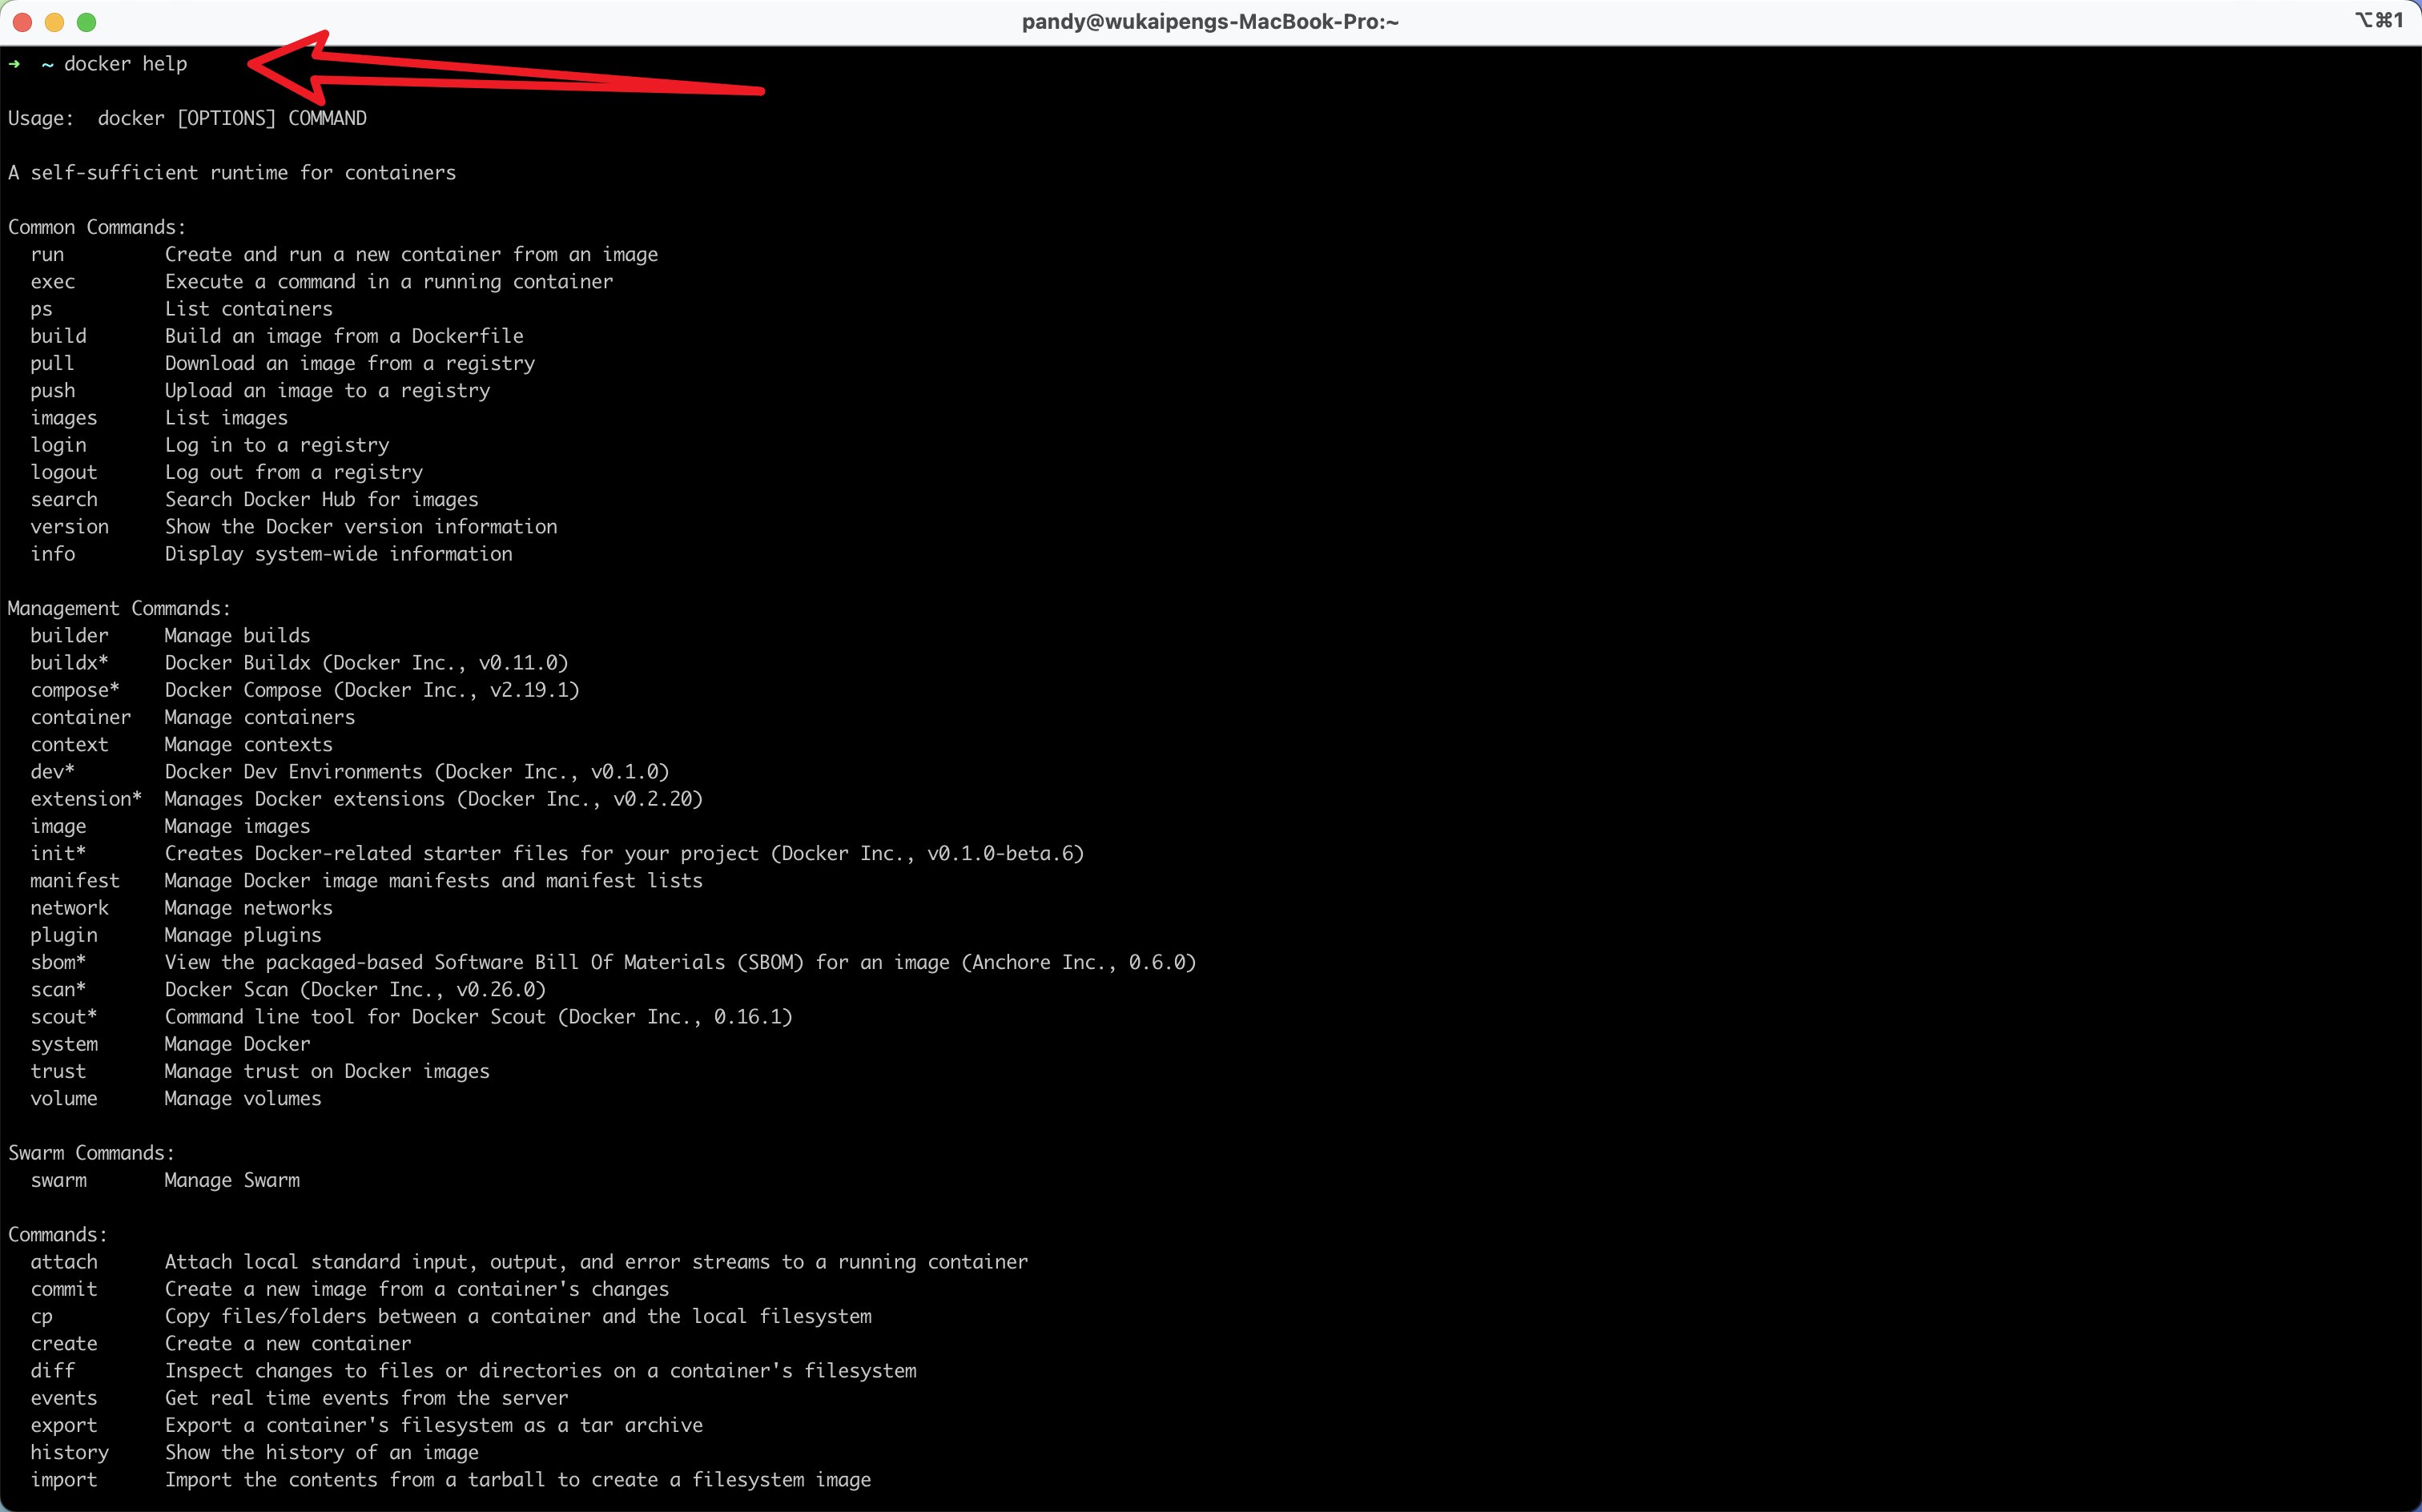 pandy@wukaipengs-MacBook-Pro:~
⌥⌘1
➜  ~ docker help
Usage:  docker [OPTIONS] COMMAND
A self-sufficient runtime for containers
Common Commands:
  run         Create and run a new container from an image
  exec        Execute a command in a running container
  ps          List containers
  build       Build an image from a Dockerfile
  pull        Download an image from a registry
  push        Upload an image to a registry
  images      List images
  login       Log in to a registry
  logout      Log out from a registry
  search      Search Docker Hub for images
  version     Show the Docker version information
  info        Display system-wide information
Management Commands:
  builder     Manage builds
  buildx*     Docker Buildx (Docker Inc., v0.11.0)
  compose*    Docker Compose (Docker Inc., v2.19.1)
  container   Manage containers
  context     Manage contexts
  dev*        Docker Dev Environments (Docker Inc., v0.1.0)
  extension*  Manages Docker extensions (Docker Inc., v0.2.20)
  image       Manage images
  init*       Creates Docker-related starter files for your project (Docker Inc., v0.1.0-beta.6)
  manifest    Manage Docker image manifests and manifest lists
  network     Manage networks
  plugin      Manage plugins
  sbom*       View the packaged-based Software Bill Of Materials (SBOM) for an image (Anchore Inc., 0.6.0)
  scan*       Docker Scan (Docker Inc., v0.26.0)
  scout*      Command line tool for Docker Scout (Docker Inc., 0.16.1)
  system      Manage Docker
  trust       Manage trust on Docker images
  volume      Manage volumes
Swarm Commands:
  swarm       Manage Swarm
Commands:
  attach      Attach local standard input, output, and error streams to a running container
  commit      Create a new image from a container's changes
  cp          Copy files/folders between a container and the local filesystem
  create      Create a new container
  diff        Inspect changes to files or directories on a container's filesystem
  events      Get real time events from the server
  export      Export a container's filesystem as a tar archive
  history     Show the history of an image
  import      Import the contents from a tarball to create a filesystem image